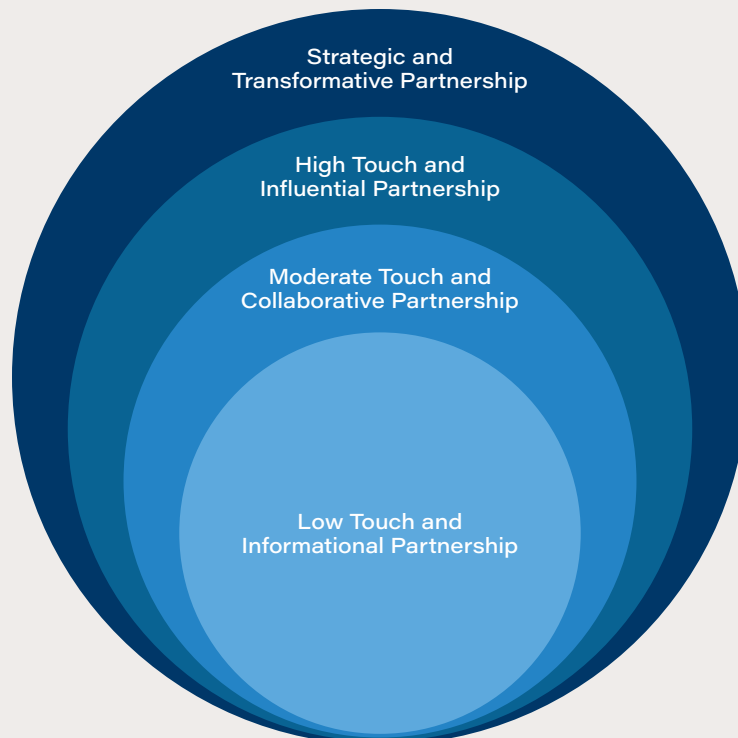 Strategic and
Transformative Partnership
High Touch and
Influential Partnership
Moderate Touch and
Collaborative Partnership
Low Touch and
Informational Partnership